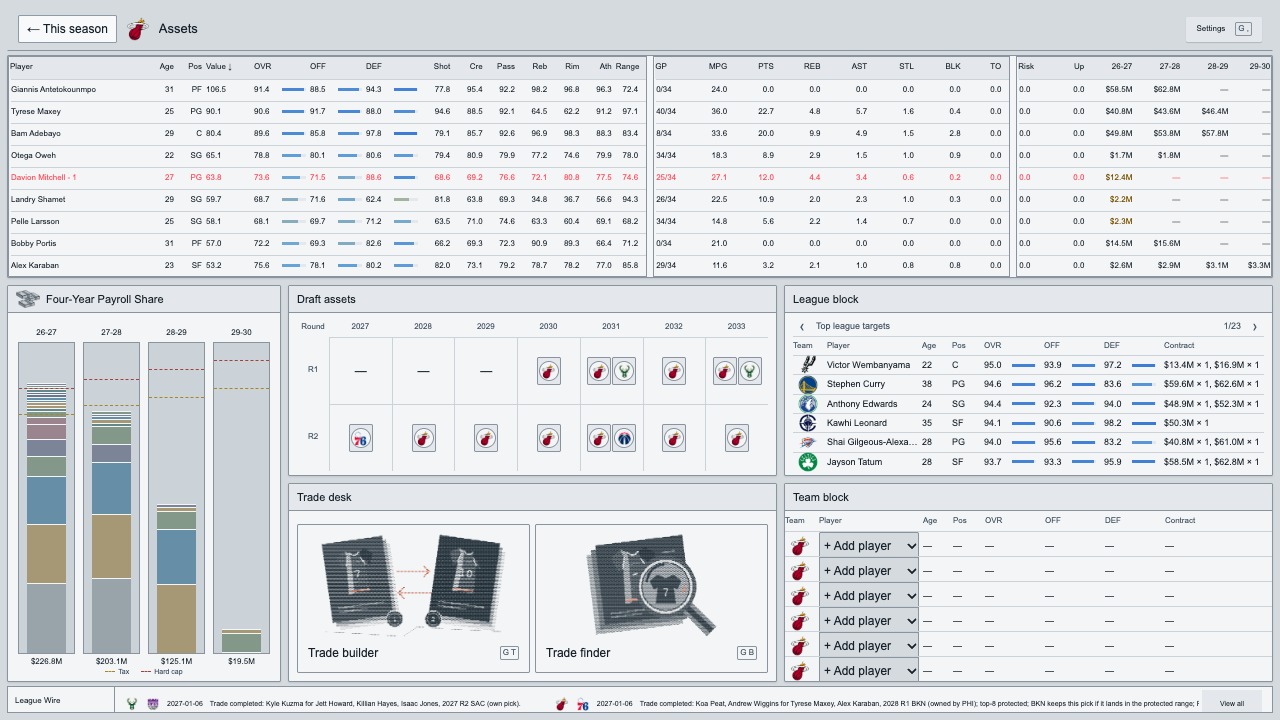 ← This season
Assets
Settings G ,
Player Age Pos Value ↓ OVR OFF DEF Shot Cre Pass Reb Rim Ath Range GP MPG PTS REB AST STL BLK TO Risk Up 26-27 27-28 28-29 29-30
Giannis Antetokounmpo 31 PF 106.5 91.4 88.5 94.3 77.8 95.4 92.2 98.2 96.8 96.3 72.4 0/34 24.0 0.0 0.0 0.0 0.0 0.0 0.0 0.0 0.0 $58.5M $62.8M — —
Tyrese Maxey 25 PG 90.1 90.6 91.7 88.0 94.6 88.5 92.1 64.5 62.2 91.2 97.1 40/34 36.0 22.7 4.8 5.7 1.6 0.4 0.0 0.0 0.0 $40.8M $43.6M $46.4M —
Bam Adebayo 29 C 80.4 89.6 85.8 97.8 79.1 85.7 92.6 96.9 98.3 88.3 83.4 8/34 33.6 20.0 9.9 4.9 1.5 2.8 0.0 0.0 0.0 $49.8M $53.8M $57.8M —
Otega Oweh 22 SG 65.1 78.8 80.1 80.6 79.4 80.9 79.9 77.2 74.6 79.9 78.0 34/34 18.3 8.9 2.9 1.5 1.0 0.9 0.0 0.0 0.0 $1.7M $1.8M — —
Davion Mitchell - 1 27 PG 63.8 73.6 71.5 88.6 68.6 69.2 76.6 72.1 80.8 77.5 74.6 25/34 27.1 12.0 4.4 3.4 0.6 0.2 0.0 0.0 0.0 $12.4M — — —
Landry Shamet 29 SG 59.7 68.7 71.6 62.4 81.8 63.8 69.3 34.8 36.7 56.6 94.3 26/34 22.5 10.9 2.0 2.3 1.0 0.3 0.0 0.0 0.0 $2.2M — — —
Pelle Larsson 25 SG 58.1 68.1 69.7 71.2 63.5 71.0 74.6 63.3 60.4 69.1 68.2 34/34 14.8 5.8 2.2 1.4 0.7 0.0 0.0 0.0 0.0 $2.3M — — —
Bobby Portis 31 PF 57.0 72.2 69.3 82.6 66.2 69.3 72.3 90.9 89.3 66.4 71.2 0/34 21.0 0.0 0.0 0.0 0.0 0.0 0.0 0.0 0.0 $14.5M $15.6M — —
Alex Karaban 23 SF 53.2 75.6 78.1 80.2 82.0 73.1 79.2 78.7 78.2 77.0 85.8 29/34 11.6 3.2 2.1 1.0 0.8 0.8 0.0 0.0 0.0 $2.6M $2.9M $3.1M $3.3M
Four-Year Payroll Share
26-27 27-28 28-29 29-30
$226.8M $203.1M $125.1M $19.5M
Tax Hard cap
Draft assets
Round 2027 2028 2029 2030 2031 2032 2033
R1 — — —
R2
76
League block
‹ Top league targets 1/23 ›
Team Player Age Pos OVR OFF DEF Contract
Victor Wembanyama 22 C 95.0 93.9 97.2 $13.4M × 1, $16.9M × 1
Stephen Curry 38 PG 94.6 96.2 83.6 $59.6M × 1, $62.6M × 1
Anthony Edwards 24 SG 94.4 92.3 94.0 $48.9M × 1, $52.3M × 1
Kawhi Leonard 35 SF 94.1 90.6 98.2 $50.3M × 1
Shai Gilgeous-Alexa... 28 PG 94.0 95.6 83.2 $40.8M × 1, $61.0M × 1
Jayson Tatum 28 SF 93.7 93.3 95.9 $58.5M × 1, $62.8M × 1
Trade desk
Trade builder G T
Trade finder G B
Team block
Team Player Age Pos OVR OFF DEF Contract
+ Add player — — — — — —
+ Add player — — — — — —
+ Add player — — — — — —
+ Add player — — — — — —
+ Add player — — — — — —
+ Add player — — — — — —
League Wire
2027-01-06 Trade completed: Kyle Kuzma for Jett Howard, Killian Hayes, Isaac Jones, 2027 R2 SAC (own pick).
76 2027-01-06 Trade completed: Koa Peat, Andrew Wiggins for Tyrese Maxey, Alex Karaban, 2028 R1 BKN (owned by PHI); top-8 protected; BKN keeps this pick if it lands in the protected range;
View all